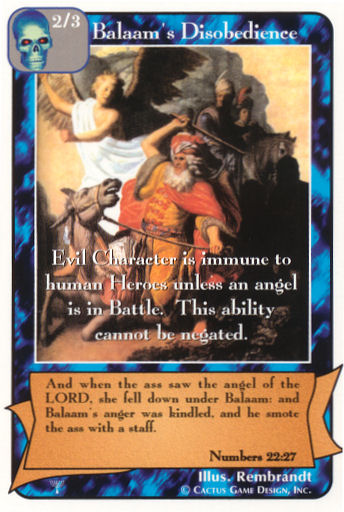 2/3
Balaam's Disobedience
Evil Character is immune to
human Heroes unless an angel
is in Battle. This ability
cannot be negated.
And when the ass saw the angel of the
LORD, she fell down under Balaam: and
Balaam's anger was kindled, and he smote
the ass with a staff.
Numbers 22:27
Illus. Rembrandt
© CACTUS GAME DESIGN, INC.